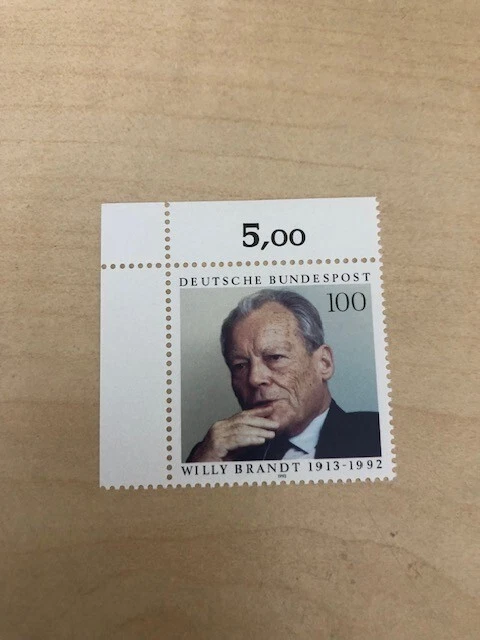 5,00
DEUTSCHE BUNDESPOST
100
WILLY BRANDT 1913-1992